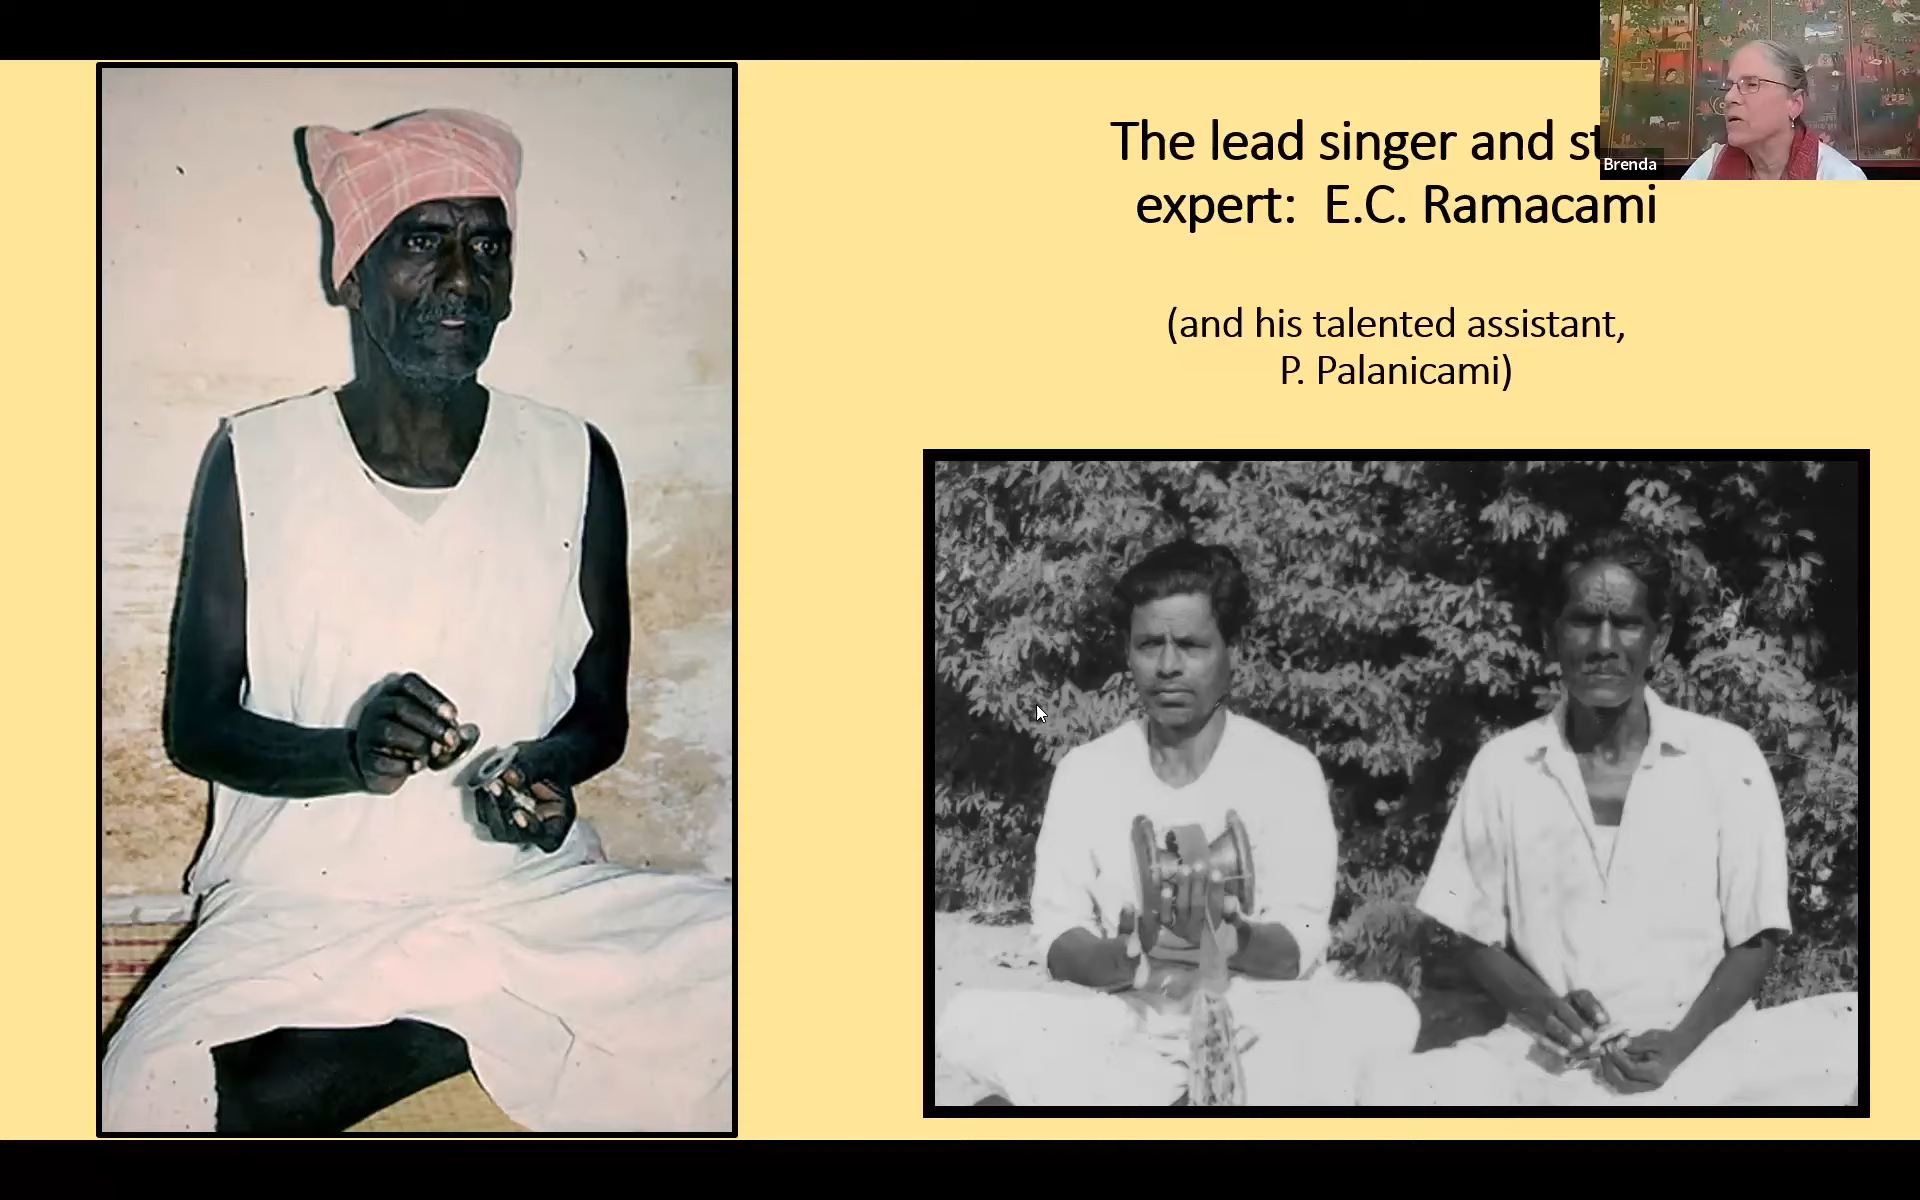 The lead singer and st
expert:  E.C. Ramacami
(and his talented assistant,
P. Palanicami)
Brenda